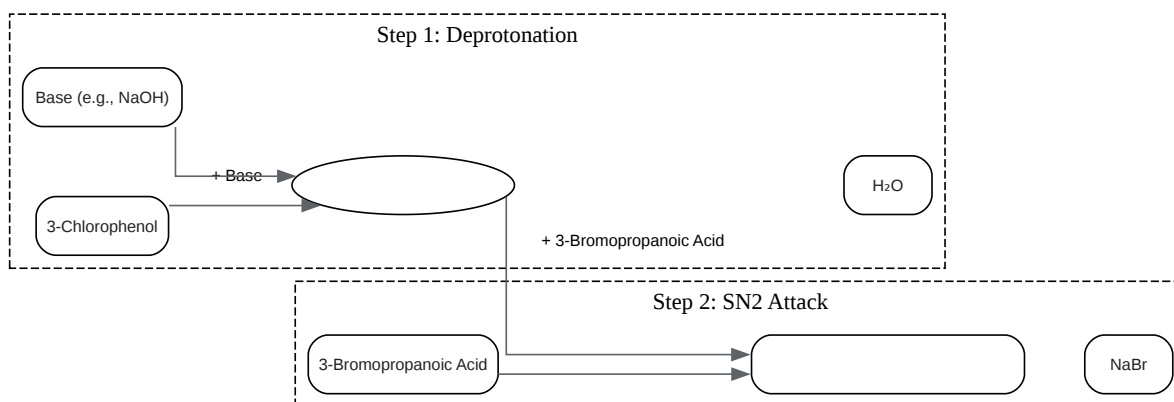 Step 1: Deprotonation
Base (e.g., NaOH)
+ Base
H₂O
3-Chlorophenol
+ 3-Bromopropanoic Acid
Step 2: SN2 Attack
3-Bromopropanoic Acid
NaBr